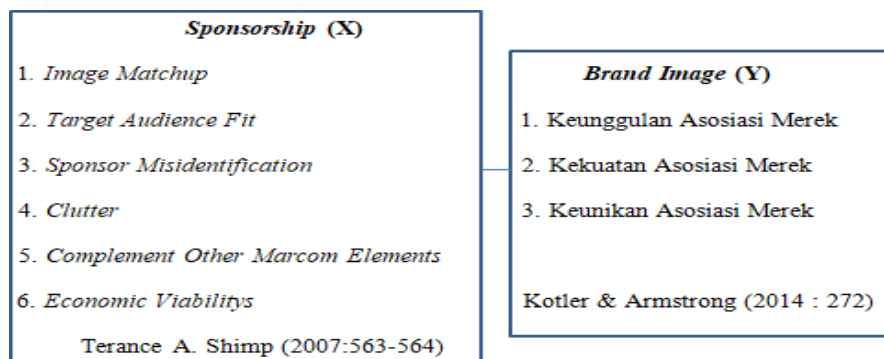 Sponsorship (X)
1. Image Matchup
2. Target Audience Fit
3. Sponsor Misidentification
4. Clutter
5. Complement Other Marcom Elements
6. Economic Viabilitys
Terance A. Shimp (2007:563-564)
Brand Image (Y)
1. Keunggulan Asosiasi Merek
2. Kekuatan Asosiasi Merek
3. Keunikan Asosiasi Merek
Kotler & Armstrong (2014 : 272)